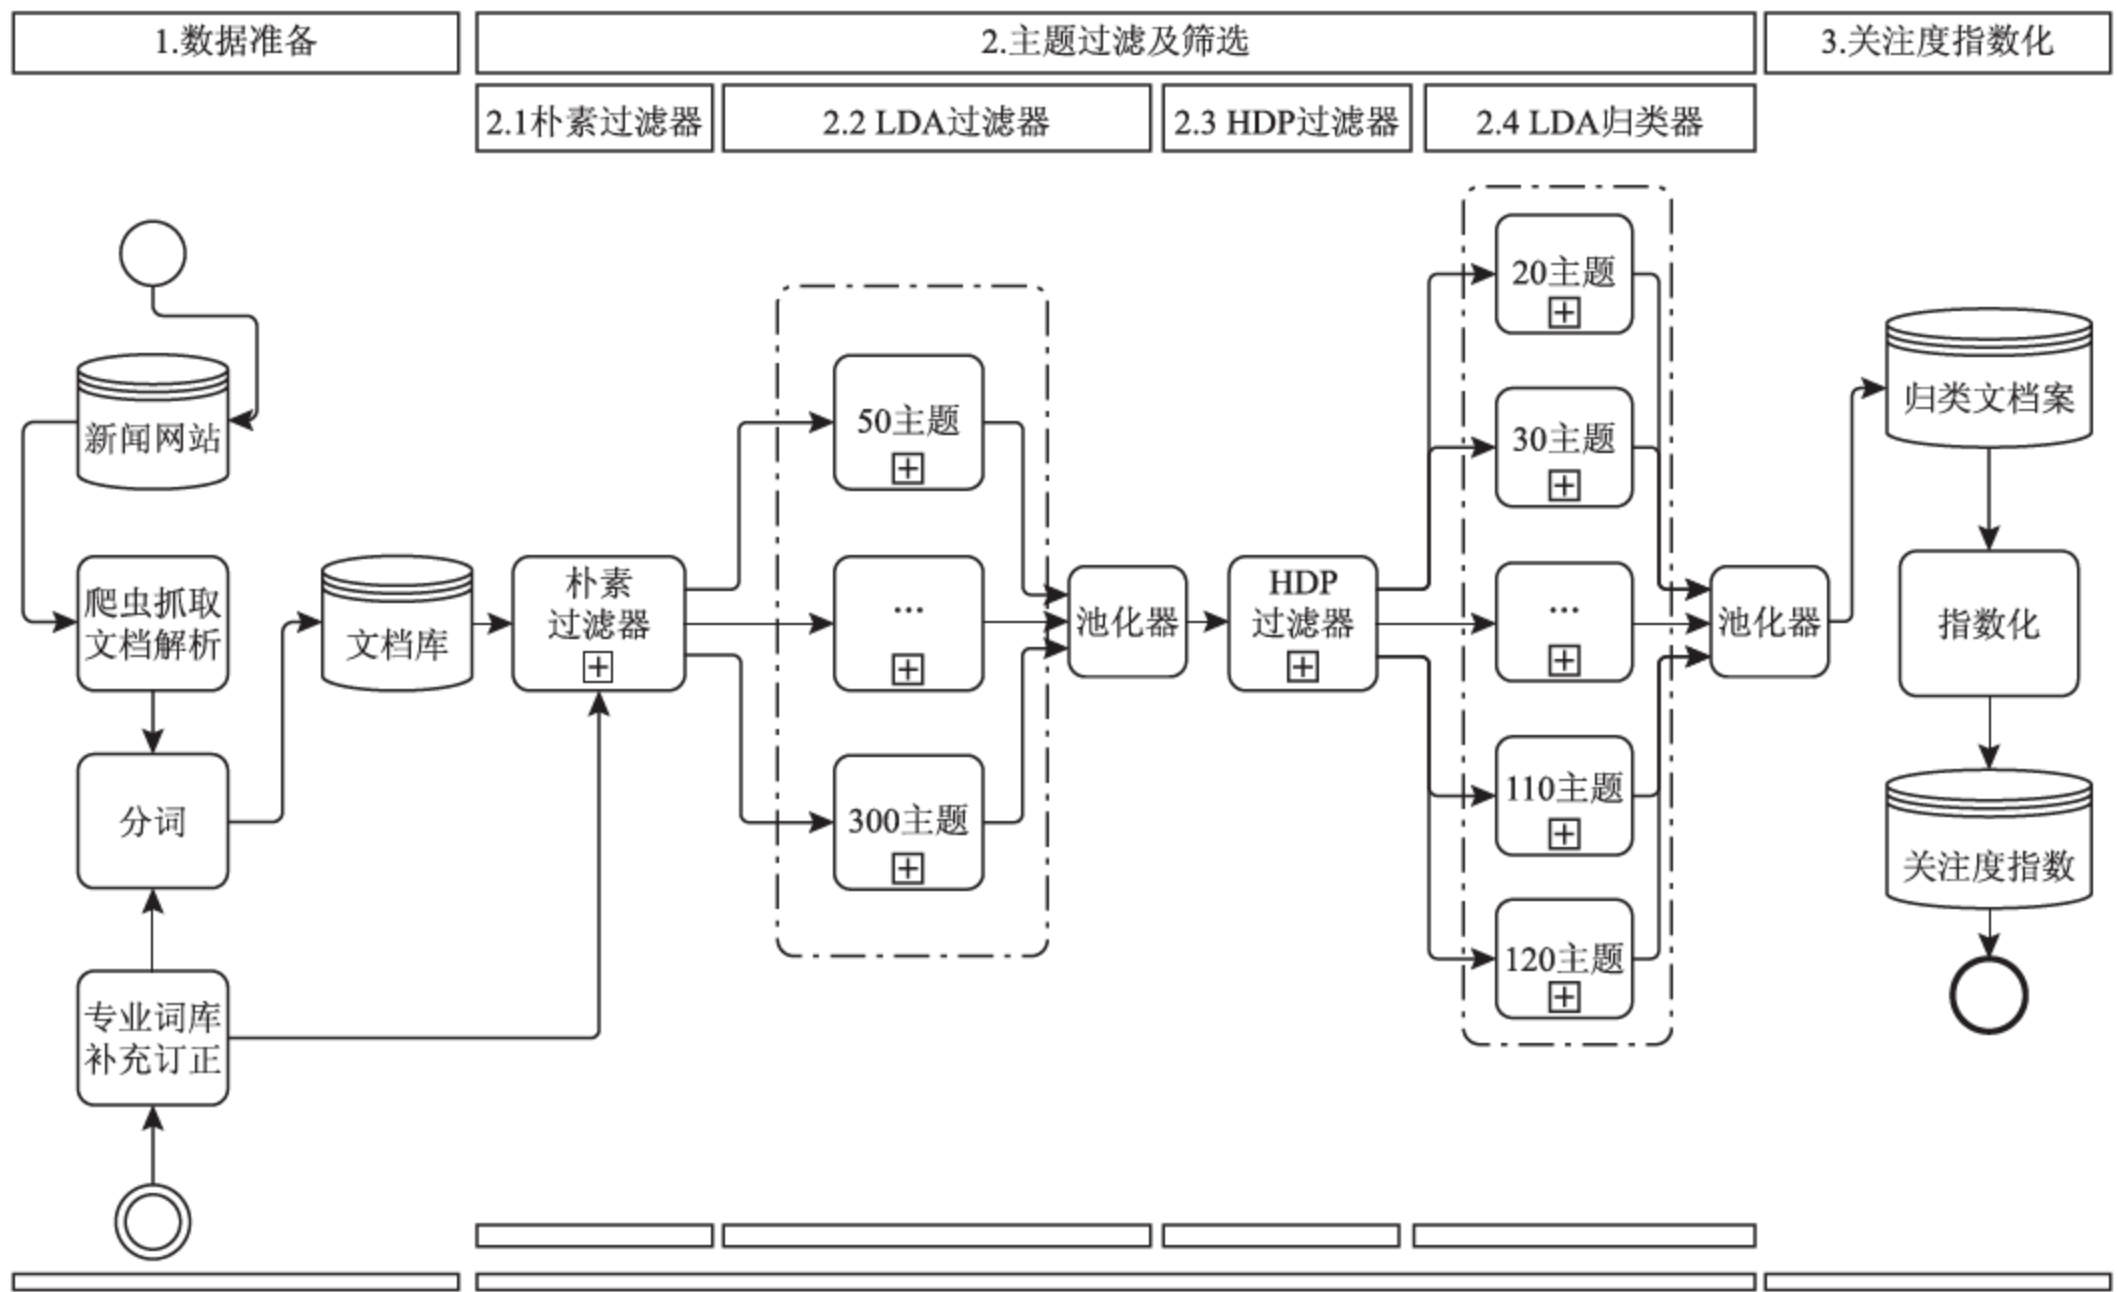 1.数据准备
2.主题过滤及筛选
3.关注度指数化
2.1朴素过滤器
2.2 LDA过滤器
2.3 HDP过滤器
2.4 LDA归类器
新闻网站
爬虫抓取
文档解析
分词
专业词库
补充订正
文档库
朴素
过滤器
50主题
...
300主题
池化器
HDP
过滤器
20主题
30主题
...
110主题
120主题
池化器
归类文档案
指数化
关注度指数